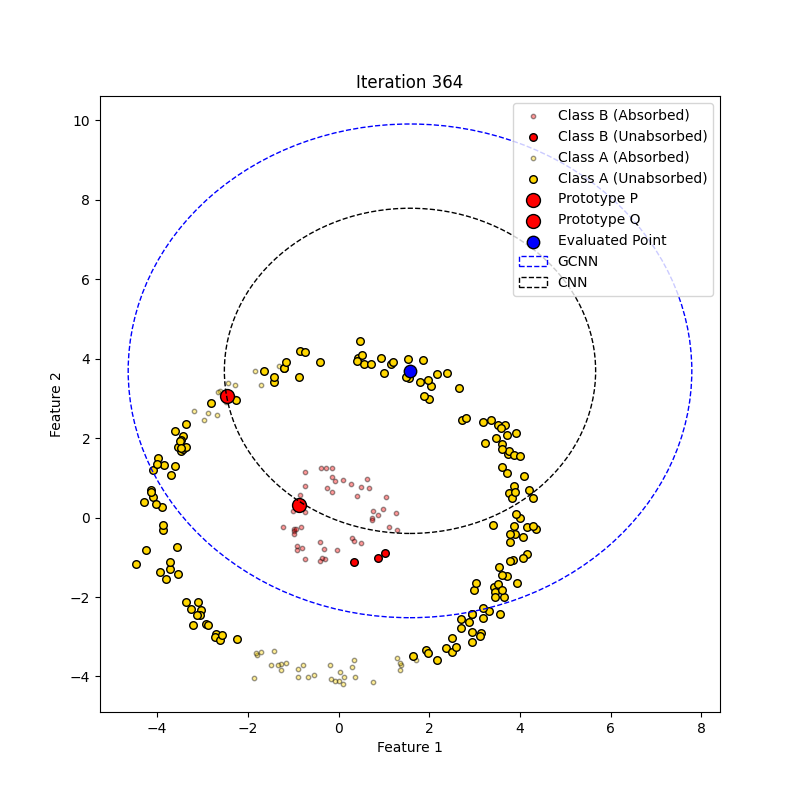 Iteration 364
Class B (Absorbed)
Class B (Unabsorbed)
Class A (Absorbed)
Class A (Unabsorbed)
Prototype P
Prototype Q
Evaluated Point
GCNN
CNN
10
8
6
4
2
0
−2
−4
Feature 2
−4 −2 0 2 4 6 8
Feature 1